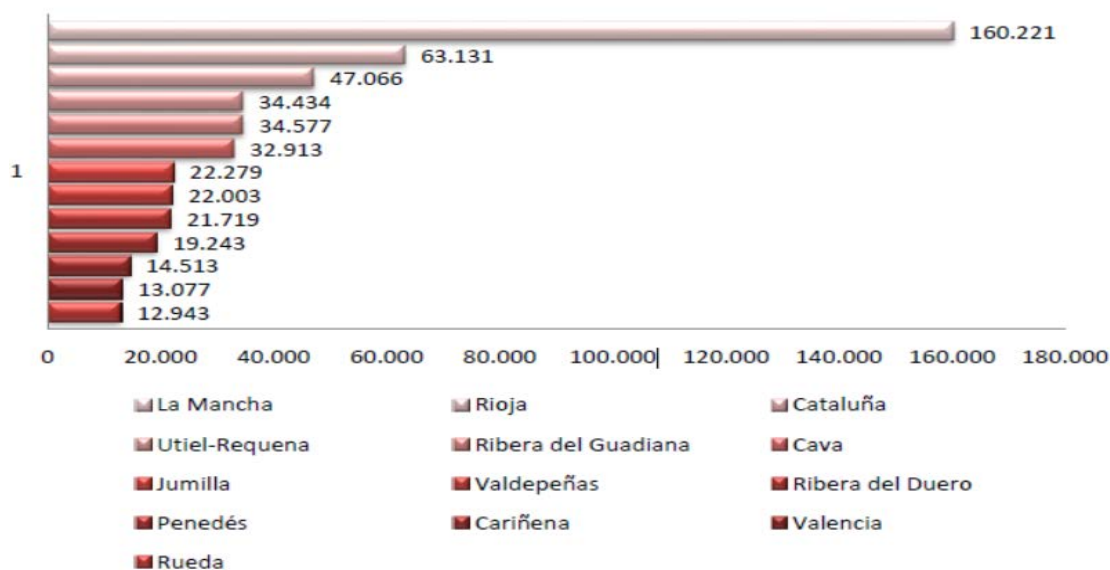 160.221
63.131
47.066
34.434
34.577
32.913
1
22.279
22.003
21.719
19.243
14.513
13.077
12.943
0 20.000 40.000 60.000 80.000 100.000 120.000 140.000 160.000 180.000
La Mancha Rioja Cataluña
Utiel-Requena Ribera del Guadiana Cava
Jumilla Valdepeñas Ribera del Duero
Penedés Cariñena Valencia
Rueda